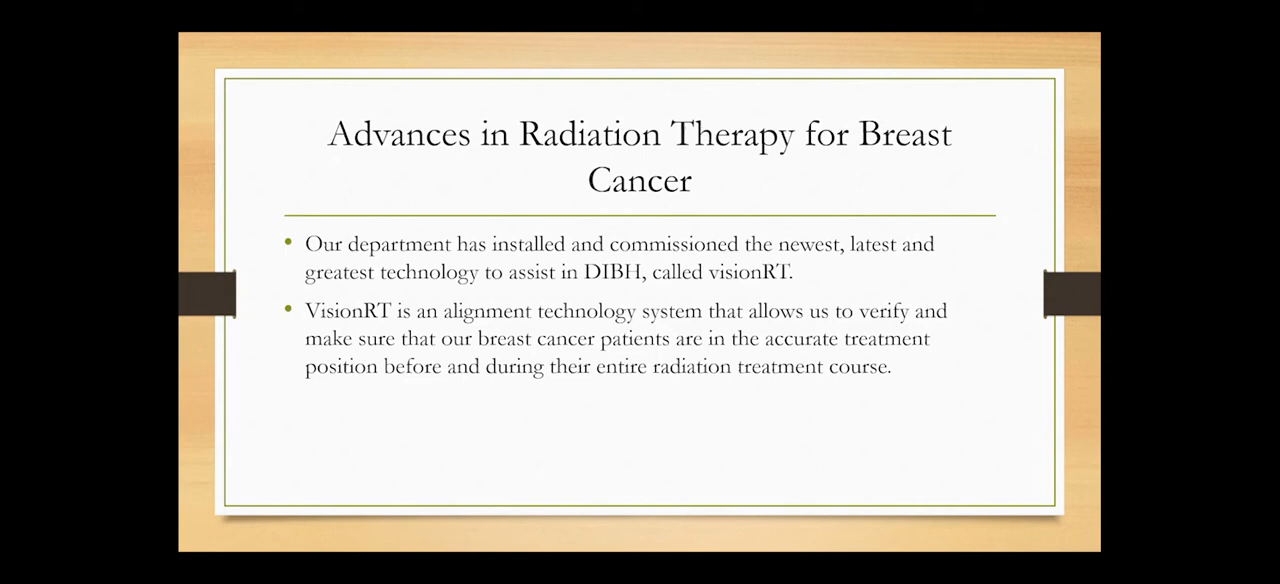 Advances in Radiation Therapy for Breast
Cancer
• Our department has installed and commissioned the newest, latest and
greatest technology to assist in DIBH, called visionRT.
• VisionRT is an alignment technology system that allows us to verify and
make sure that our breast cancer patients are in the accurate treatment
position before and during their entire radiation treatment course.